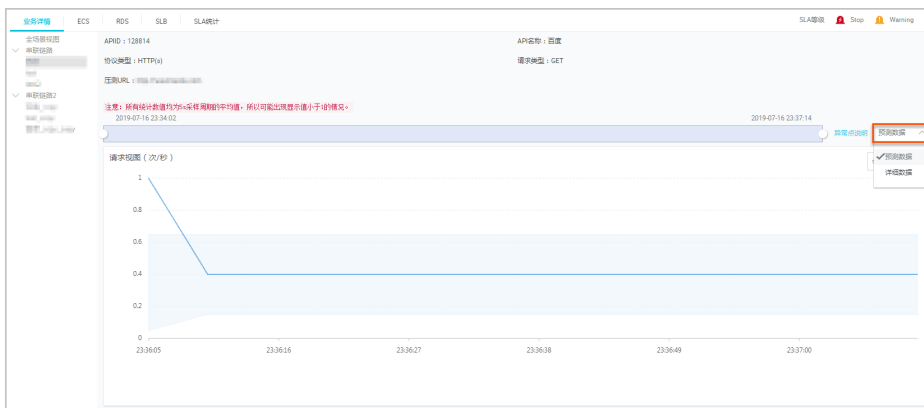 业务详情 ECS RDS SLB SLA统计 SLA等级 Stop Warning
全场景视图
串联链路
串联链路2
APIID：128814 API名称：百度
协议类型：HTTP(s) 请求类型：GET
压测URL：
注意：所有统计数值均为5s采样周期的平均值，所以可能出现显示值小于1的情况。
2019-07-16 23:34:02 2019-07-16 23:37:14
异常点说明 预测数据
预测数据
详细数据
请求视图（次/秒）
1
0.8
0.6
0.4
0.2
0
23:36:05 23:36:16 23:36:27 23:36:38 23:36:49 23:37:00